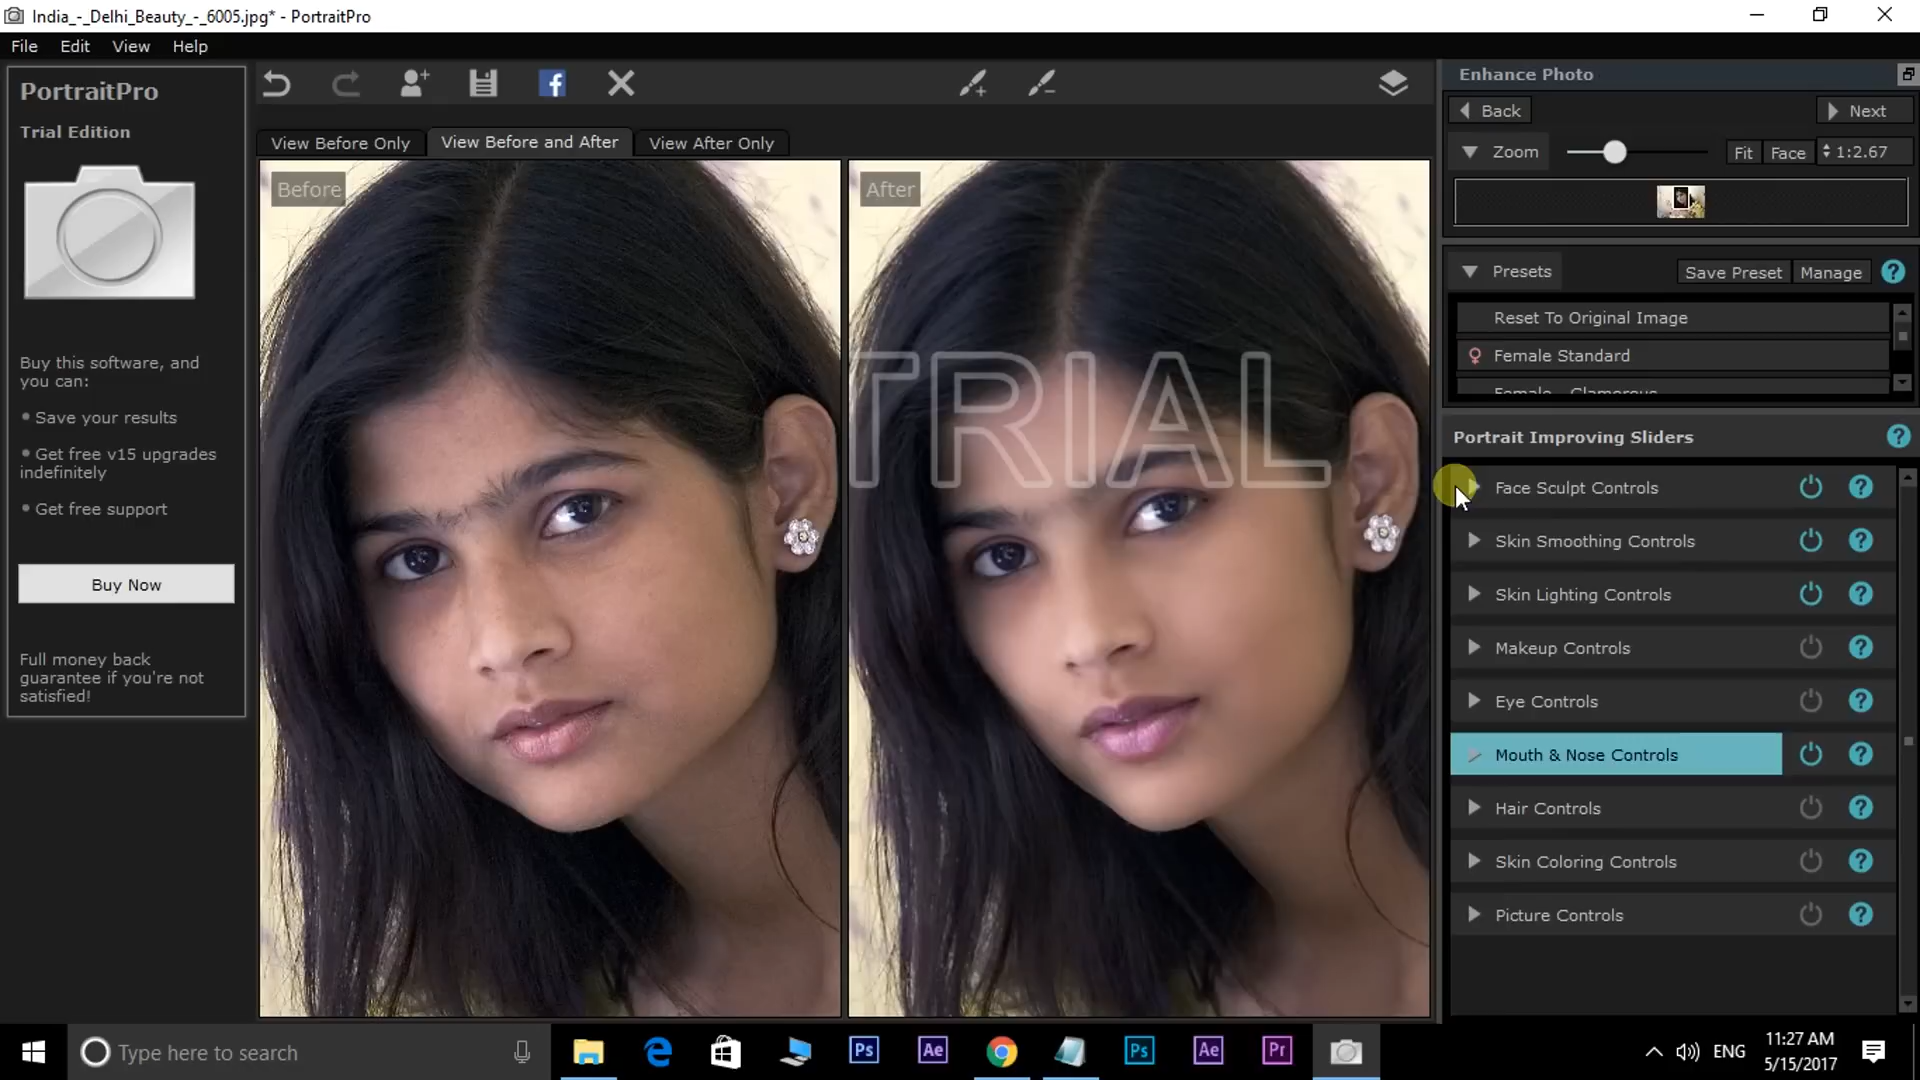 India_-_Delhi_Beauty_-_6005.jpg* - PortraitPro
File Edit View Help
PortraitPro
Trial Edition
Buy this software, and
you can:
• Save your results
• Get free v15 upgrades
indefinitely
• Get free support
Buy Now
Full money back
guarantee if you're not
satisfied!
View Before Only View Before and After View After Only
Before
After
TRIAL
Enhance Photo
Back Next
Zoom Fit Face 1:2.67
Presets Save Preset Manage ?
Reset To Original Image
Female Standard
Female - Glamorous
Portrait Improving Sliders ?
Face Sculpt Controls ?
Skin Smoothing Controls ?
Skin Lighting Controls ?
Makeup Controls ?
Eye Controls ?
Mouth & Nose Controls ?
Hair Controls ?
Skin Coloring Controls ?
Picture Controls ?
Type here to search
Ps Ae Ps Ae Pr
ENG
11:27 AM
5/15/2017